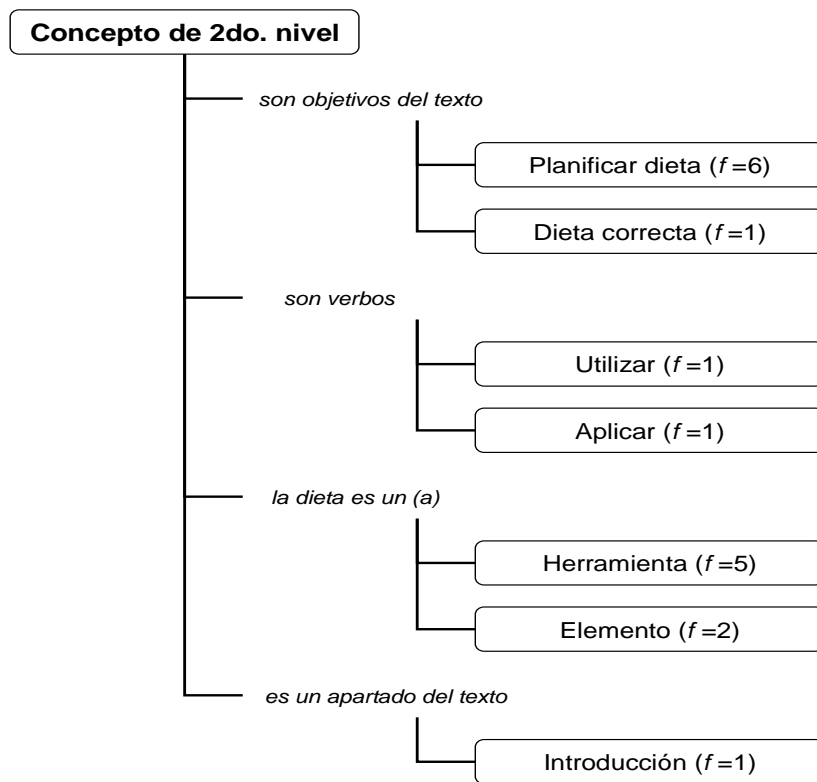 Concepto de 2do. nivel
son objetivos del texto
Planificar dieta (f =6)
Dieta correcta (f =1)
son verbos
Utilizar (f =1)
Aplicar (f =1)
la dieta es un (a)
Herramienta (f =5)
Elemento (f =2)
es un apartado del texto
Introducción (f =1)